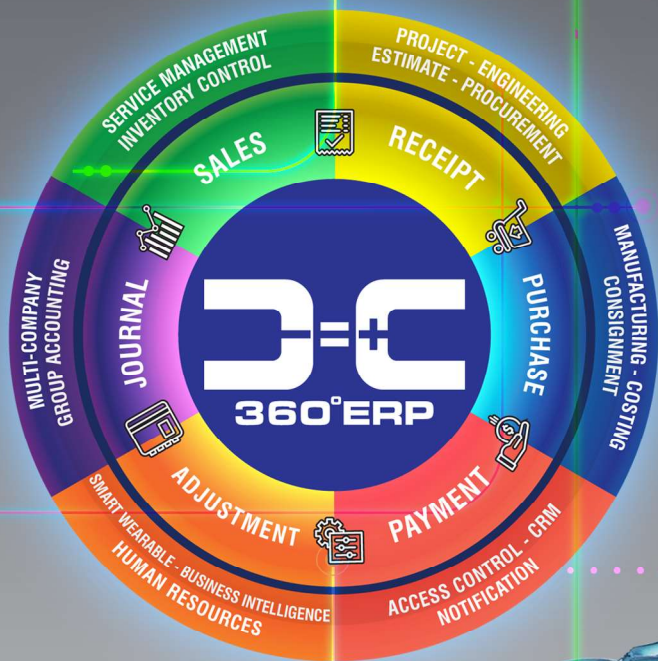 SERVICE MANAGEMENT
INVENTORY CONTROL
SALES
PROJECT - ENGINEERING
ESTIMATE - PROCUREMENT
RECEIPT
MANUFACTURING - COSTING
CONSIGNMENT
PURCHASE
ACCESS CONTROL - CRM
NOTIFICATION
PAYMENT
SMART WEARABLE - BUSINESS INTELLIGENCE
HUMAN RESOURCES
ADJUSTMENT
MULTI-COMPANY
GROUP ACCOUNTING
JOURNAL
360°ERP